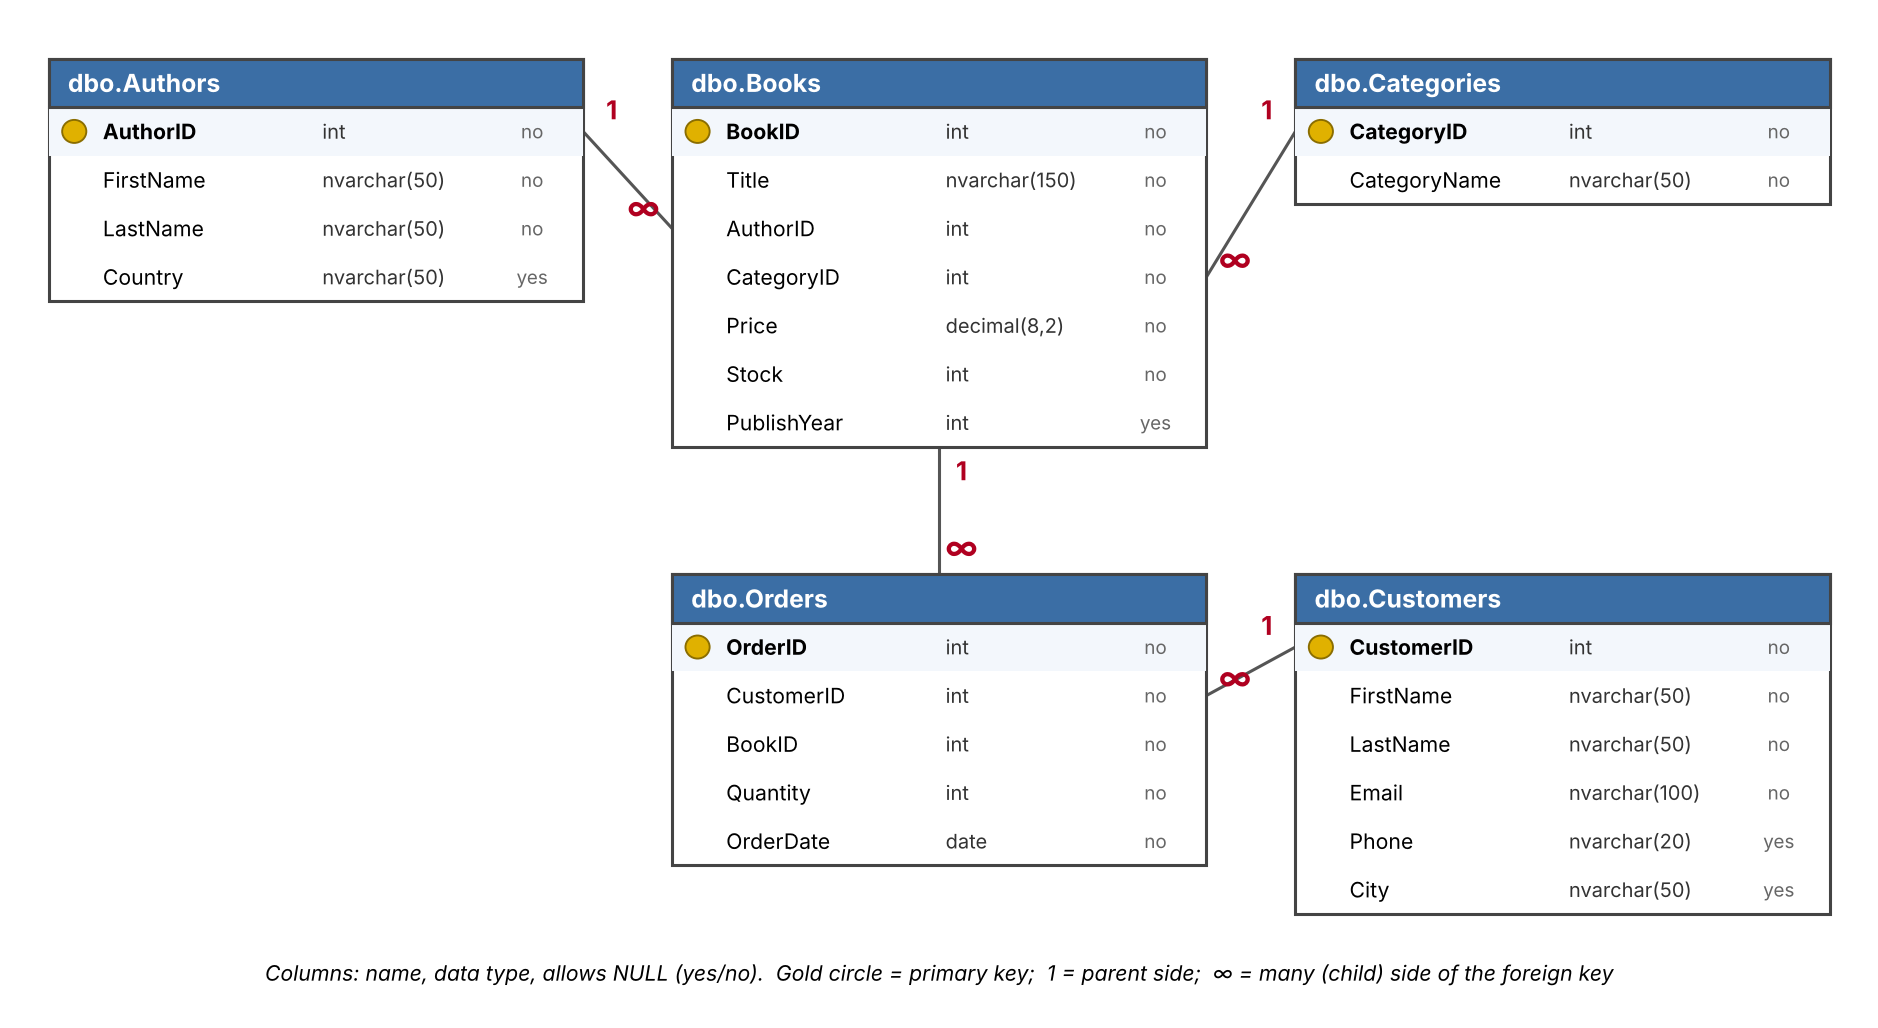 dbo.Authors
AuthorID int no
FirstName nvarchar(50) no
LastName nvarchar(50) no
Country nvarchar(50) yes
1
∞
dbo.Books
BookID int no
Title nvarchar(150) no
AuthorID int no
CategoryID int no
Price decimal(8,2) no
Stock int no
PublishYear int yes
1
∞
dbo.Categories
CategoryID int no
CategoryName nvarchar(50) no
1
∞
dbo.Orders
OrderID int no
CustomerID int no
BookID int no
Quantity int no
OrderDate date no
1
∞
dbo.Customers
CustomerID int no
FirstName nvarchar(50) no
LastName nvarchar(50) no
Email nvarchar(100) no
Phone nvarchar(20) yes
City nvarchar(50) yes
Columns: name, data type, allows NULL (yes/no). Gold circle = primary key; 1 = parent side; ∞ = many (child) side of the foreign key